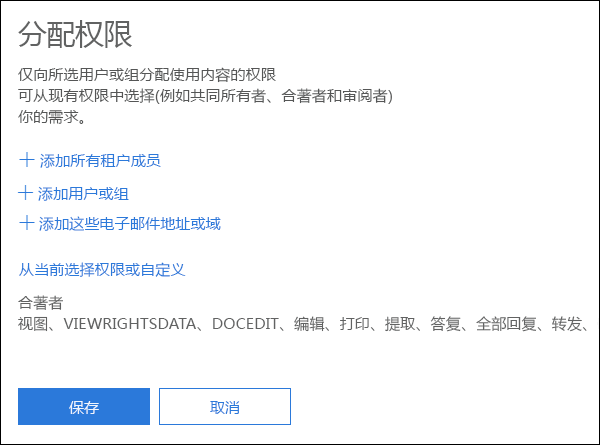 分配权限
仅向所选用户或组分配使用内容的权限
可从现有权限中选择(例如共同所有者、合著者和审阅者)
你的需求。
+ 添加所有租户成员
+ 添加用户或组
+ 添加这些电子邮件地址或域
从当前选择权限或自定义
合著者
视图、VIEWRIGHTSDATA、DOCEDIT、编辑、打印、提取、答复、全部回复、转发、
保存
取消